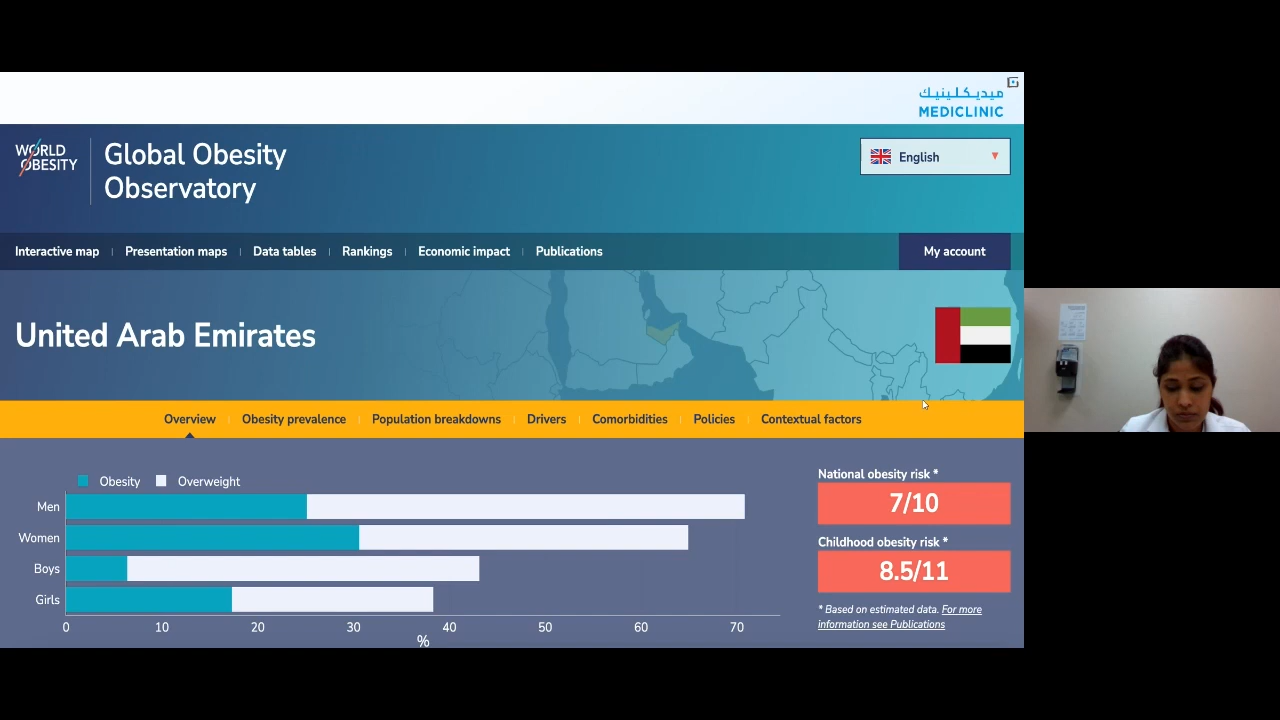 ميديكلينيك
MEDICLINIC
WORLD
OBESITY
Global Obesity
Observatory
English
Interactive map
Presentation maps
Data tables
Rankings
Economic impact
Publications
My account
United Arab Emirates
Overview
Obesity prevalence
Population breakdowns
Drivers
Comorbidities
Policies
Contextual factors
Obesity
Overweight
Men
Women
Boys
Girls
0 10 20 30 40 50 60 70
%
National obesity risk *
7/10
Childhood obesity risk *
8.5/11
* Based on estimated data. For more
information see Publications